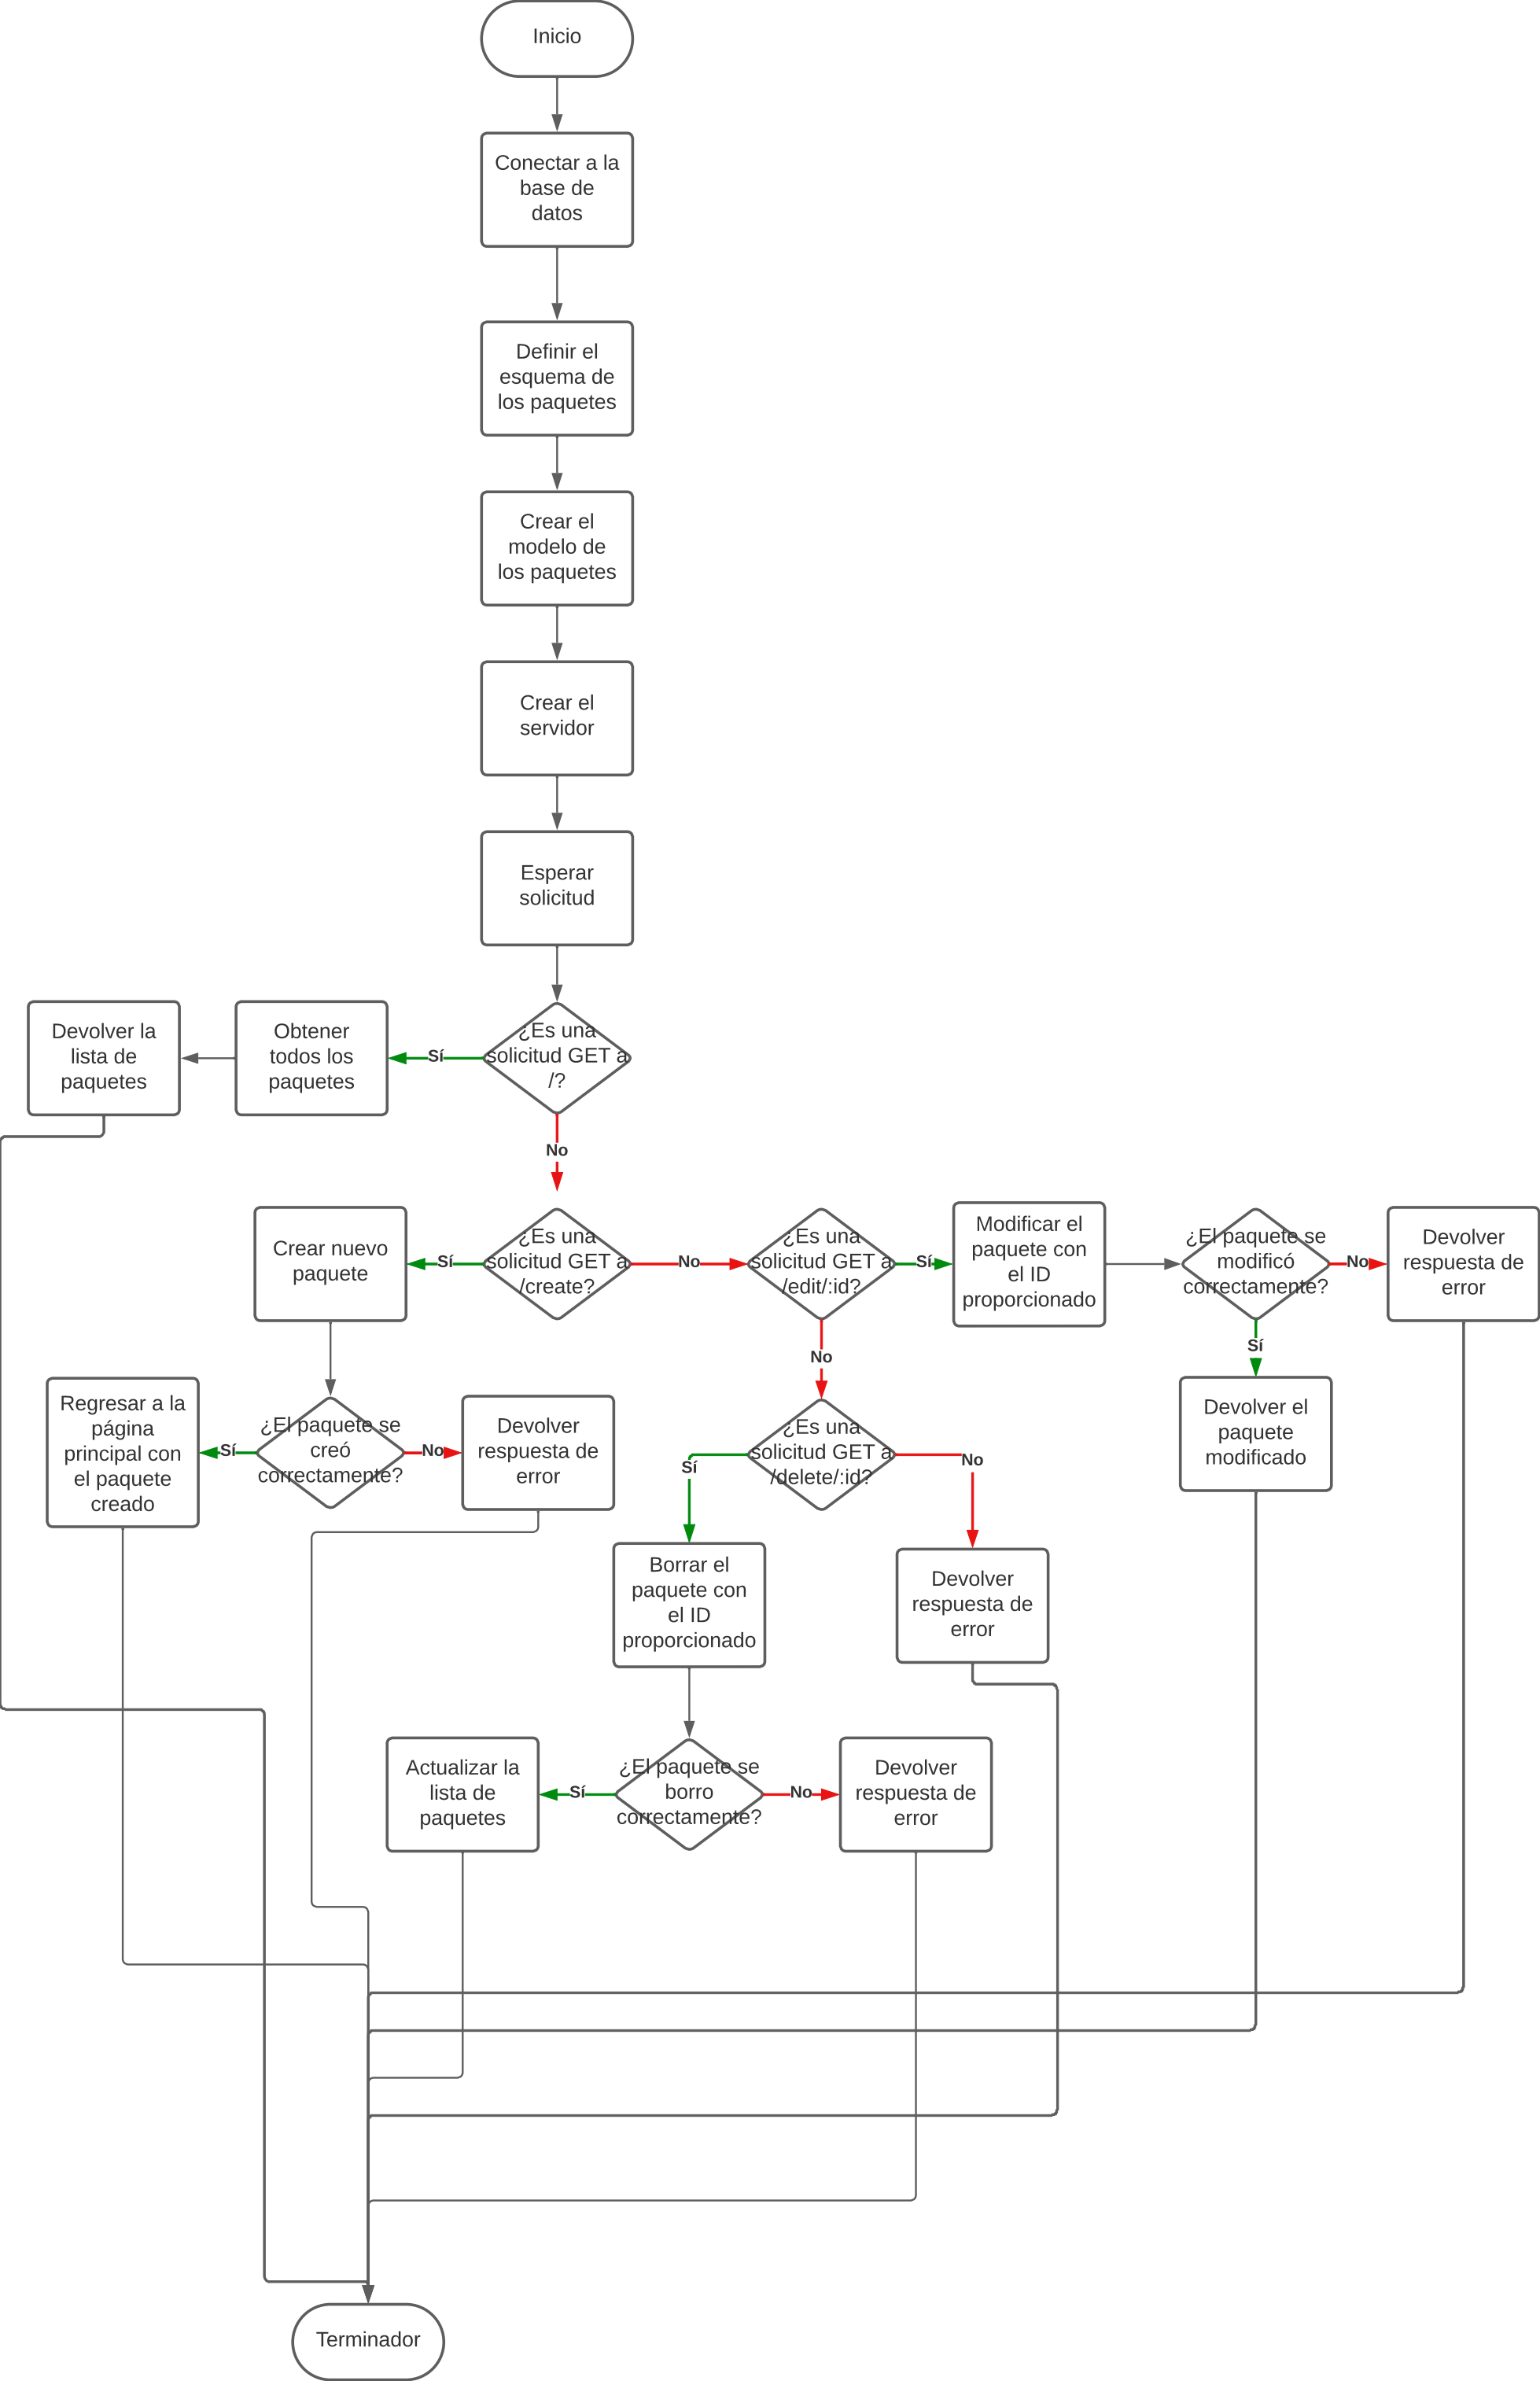 Inicio
Conectar a la
base de
datos
Definir el
esquema de
los paquetes
Crear el
modelo de
los paquetes
Crear el
servidor
Esperar
solicitud
Devolver la
lista de
paquetes
Obtener
todos los
paquetes
Sí
¿Es una
solicitud GET a
/?
No
Crear nuevo
paquete
Sí
¿Es una
solicitud GET a
/create?
No
¿Es una
solicitud GET a
/edit/:id?
Sí
Modificar el
paquete con
el ID
proporcionado
¿El paquete se
modificó
correctamente?
No
Devolver
respuesta de
error
No
Sí
Regresar a la
página
principal con
el paquete
creado
Sí
¿El paquete se
creó
correctamente?
No
Devolver
respuesta de
error
¿Es una
solicitud GET a
/delete/:id?
Sí
No
Devolver el
paquete
modificado
Borrar el
paquete con
el ID
proporcionado
Devolver
respuesta de
error
Actualizar la
lista de
paquetes
Sí
¿El paquete se
borro
correctamente?
No
Devolver
respuesta de
error
Terminador